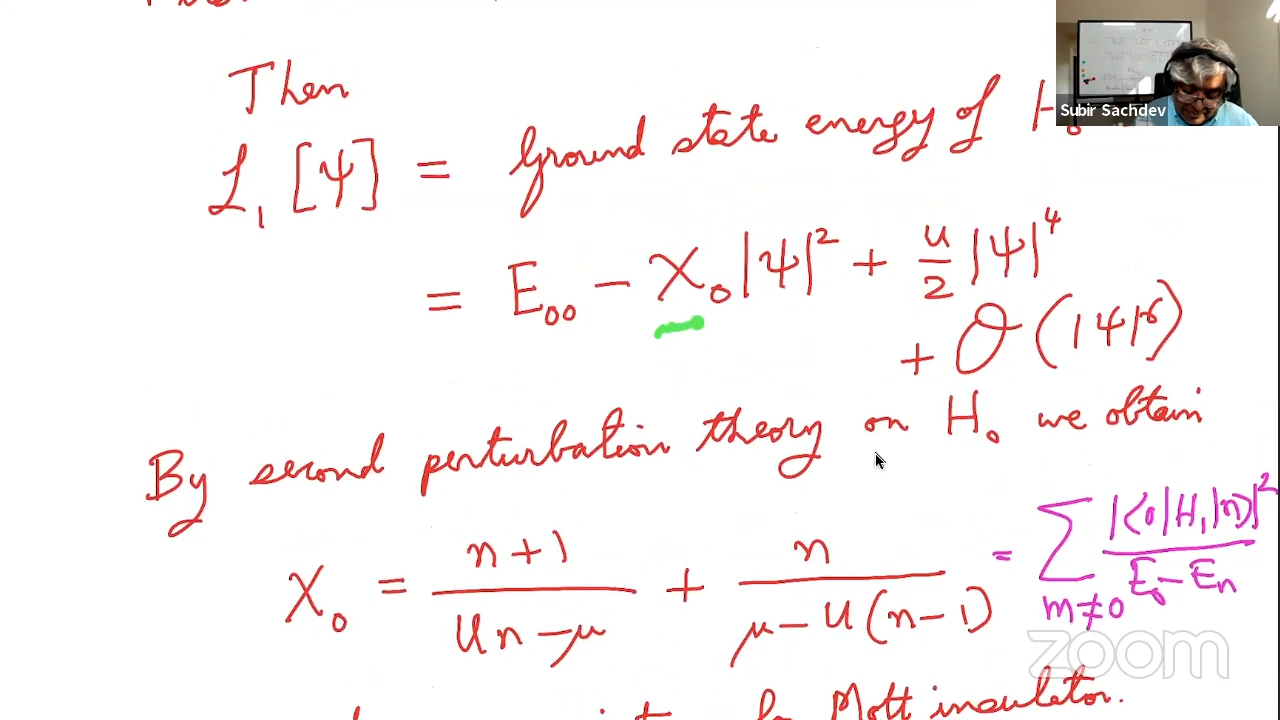 Then
Subir Sachdev
ℒ₁[ψ] = Ground state energy of H₀
= E₀₀ − χ₀|ψ|² + u/2 |ψ|⁴
+ O(|ψ|⁶)
By second perturbation theory on H₀ we obtain
χ₀ = (n+1)/(Un−μ) + n/(μ−U(n−1)) = ∑_{m≠0} |⟨0|H₁|n⟩|²/(E₀−Eₙ)
zoom
Mott insulator.